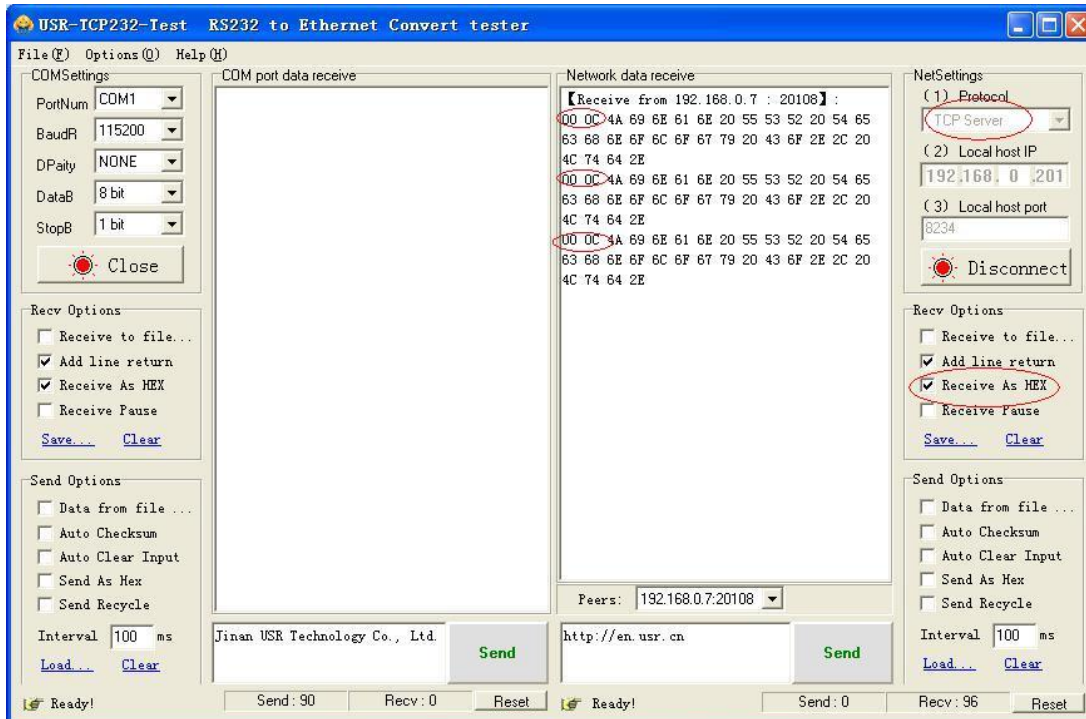 USR-TCP232-Test RS232 to Ethernet Convert tester
File(F) Options(O) Help(H)
COMSettings
PortNum COM1
BaudR 115200
DPaity NONE
DataB 8 bit
StopB 1 bit
Close
Recv Options
Receive to file...
Add line return
Receive As HEX
Receive Pause
Save... Clear
Send Options
Data from file ...
Auto Checksum
Auto Clear Input
Send As Hex
Send Recycle
Interval 100 ms
Load... Clear
Ready!
COM port data receive
Jinan USR Technology Co., Ltd.
Send
Send : 90 Recv : 0 Reset
Network data receive
【Receive from 192.168.0.7 : 20108】:
00 0C 4A 69 6E 61 6E 20 55 53 52 20 54 65
63 68 6E 6F 6C 6F 67 79 20 43 6F 2E 2C 20
4C 74 64 2E
00 0C 4A 69 6E 61 6E 20 55 53 52 20 54 65
63 68 6E 6F 6C 6F 67 79 20 43 6F 2E 2C 20
4C 74 64 2E
00 0C 4A 69 6E 61 6E 20 55 53 52 20 54 65
63 68 6E 6F 6C 6F 67 79 20 43 6F 2E 2C 20
4C 74 64 2E
Peers: 192.168.0.7:20108
http://en.usr.cn
Send
Ready!
Send : 0 Recv : 96 Reset
NetSettings
(1) Protocol
TCP Server
(2) Local host IP
192 .168. 0 .201
(3) Local host port
8234
Disconnect
Recv Options
Receive to file...
Add line return
Receive As HEX
Receive Pause
Save... Clear
Send Options
Data from file ...
Auto Checksum
Auto Clear Input
Send As Hex
Send Recycle
Interval 100 ms
Load... Clear